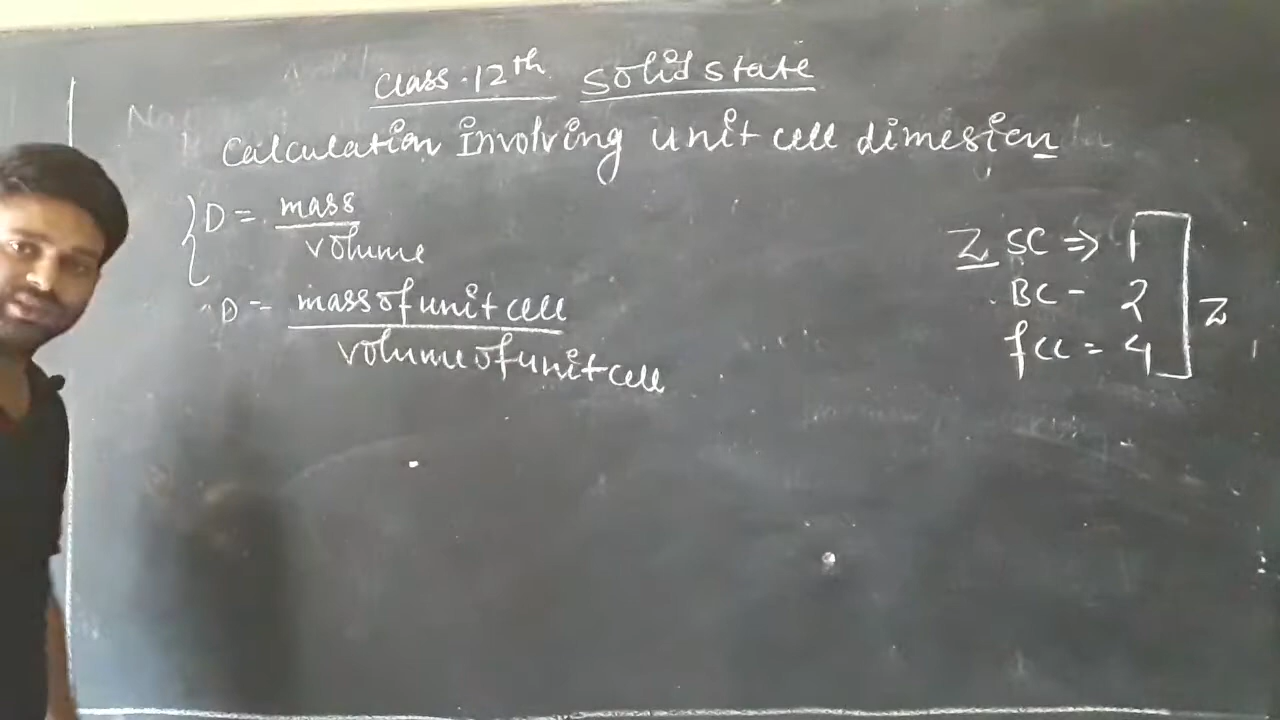 Class:12th Solid state
Calculation Involving unit cell dimesion
D = mass
volume
D = mass of unit cell
volume of unit cell
Z SC => 1
BC - 2
fcc = 4
Z